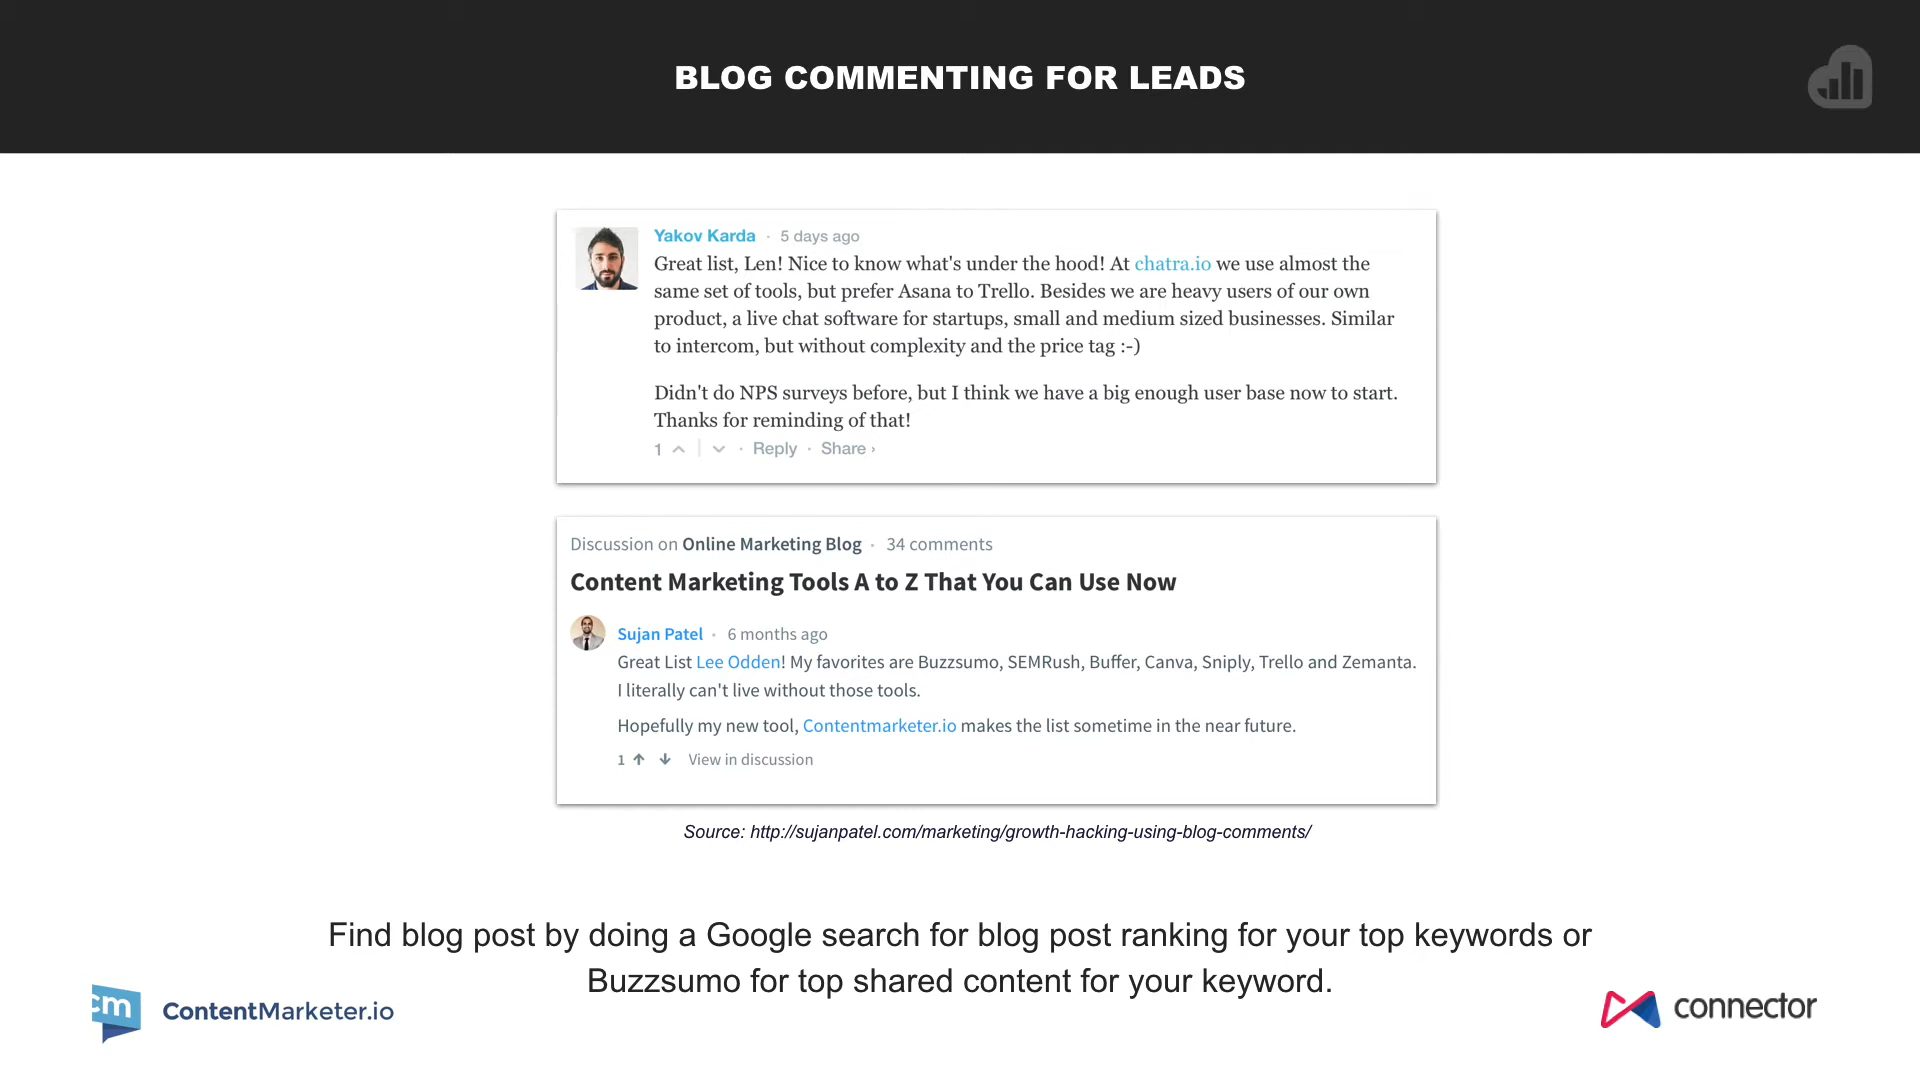 BLOG COMMENTING FOR LEADS
Yakov Karda · 5 days ago
Great list, Len! Nice to know what's under the hood! At chatra.io we use almost the
same set of tools, but prefer Asana to Trello. Besides we are heavy users of our own
product, a live chat software for startups, small and medium sized businesses. Similar
to intercom, but without complexity and the price tag :-)
Didn't do NPS surveys before, but I think we have a big enough user base now to start.
Thanks for reminding of that!
1 · Reply · Share ›
Discussion on Online Marketing Blog · 34 comments
Content Marketing Tools A to Z That You Can Use Now
Sujan Patel · 6 months ago
Great List Lee Odden! My favorites are Buzzsumo, SEMRush, Buffer, Canva, Sniply, Trello and Zemanta.
I literally can't live without those tools.
Hopefully my new tool, Contentmarketer.io makes the list sometime in the near future.
1 View in discussion
Source: http://sujanpatel.com/marketing/growth-hacking-using-blog-comments/
Find blog post by doing a Google search for blog post ranking for your top keywords or
Buzzsumo for top shared content for your keyword.
cm ContentMarketer.io
connector